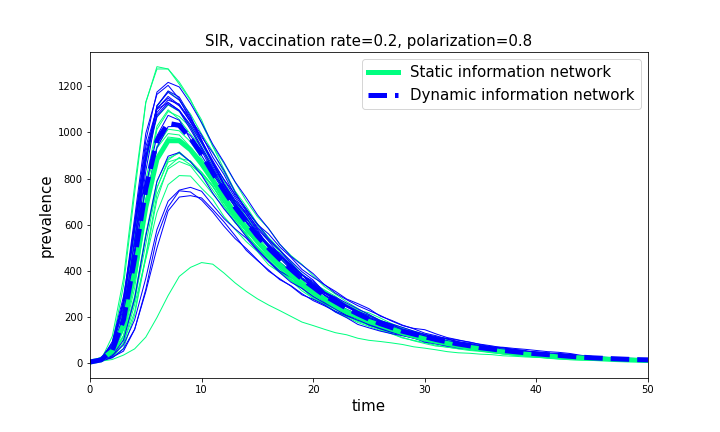 SIR, vaccination rate=0.2, polarization=0.8
Static information network
Dynamic information network
prevalence
1200
1000
800
600
400
200
0
0 10 20 30 40 50
time